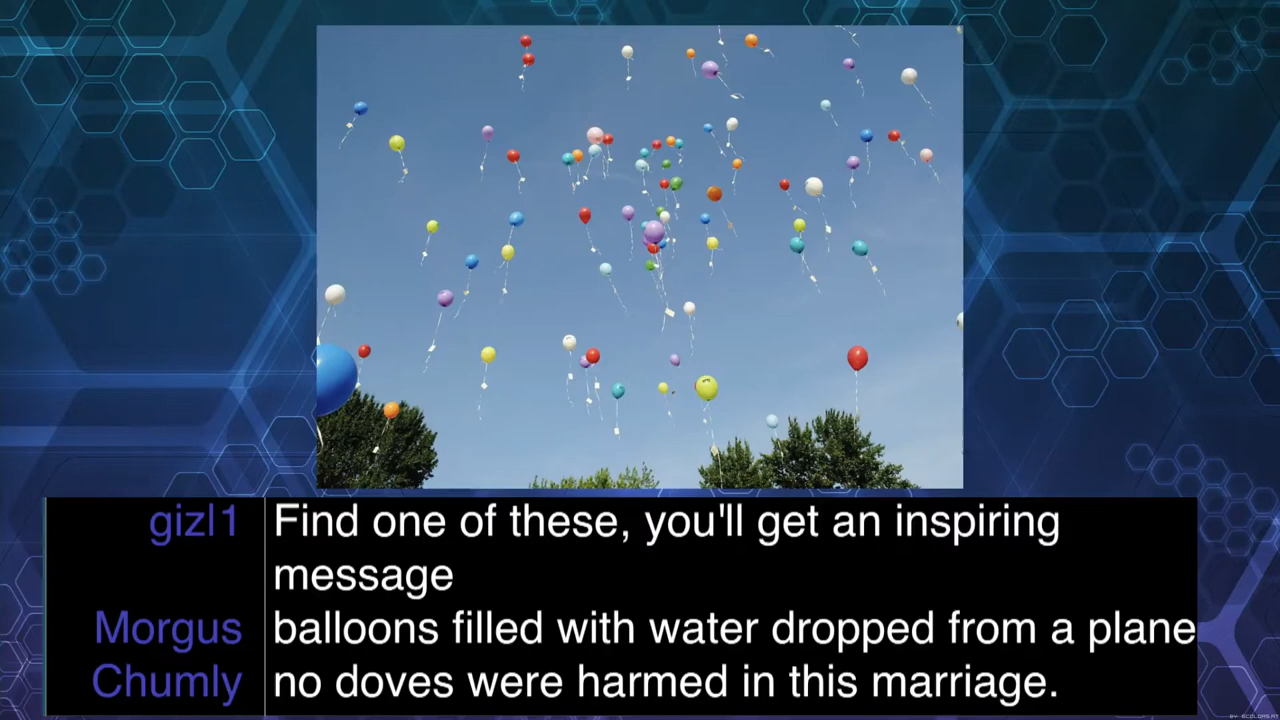 gizl1 Find one of these, you'll get an inspiring
message
Morgus balloons filled with water dropped from a plane
Chumly no doves were harmed in this marriage.